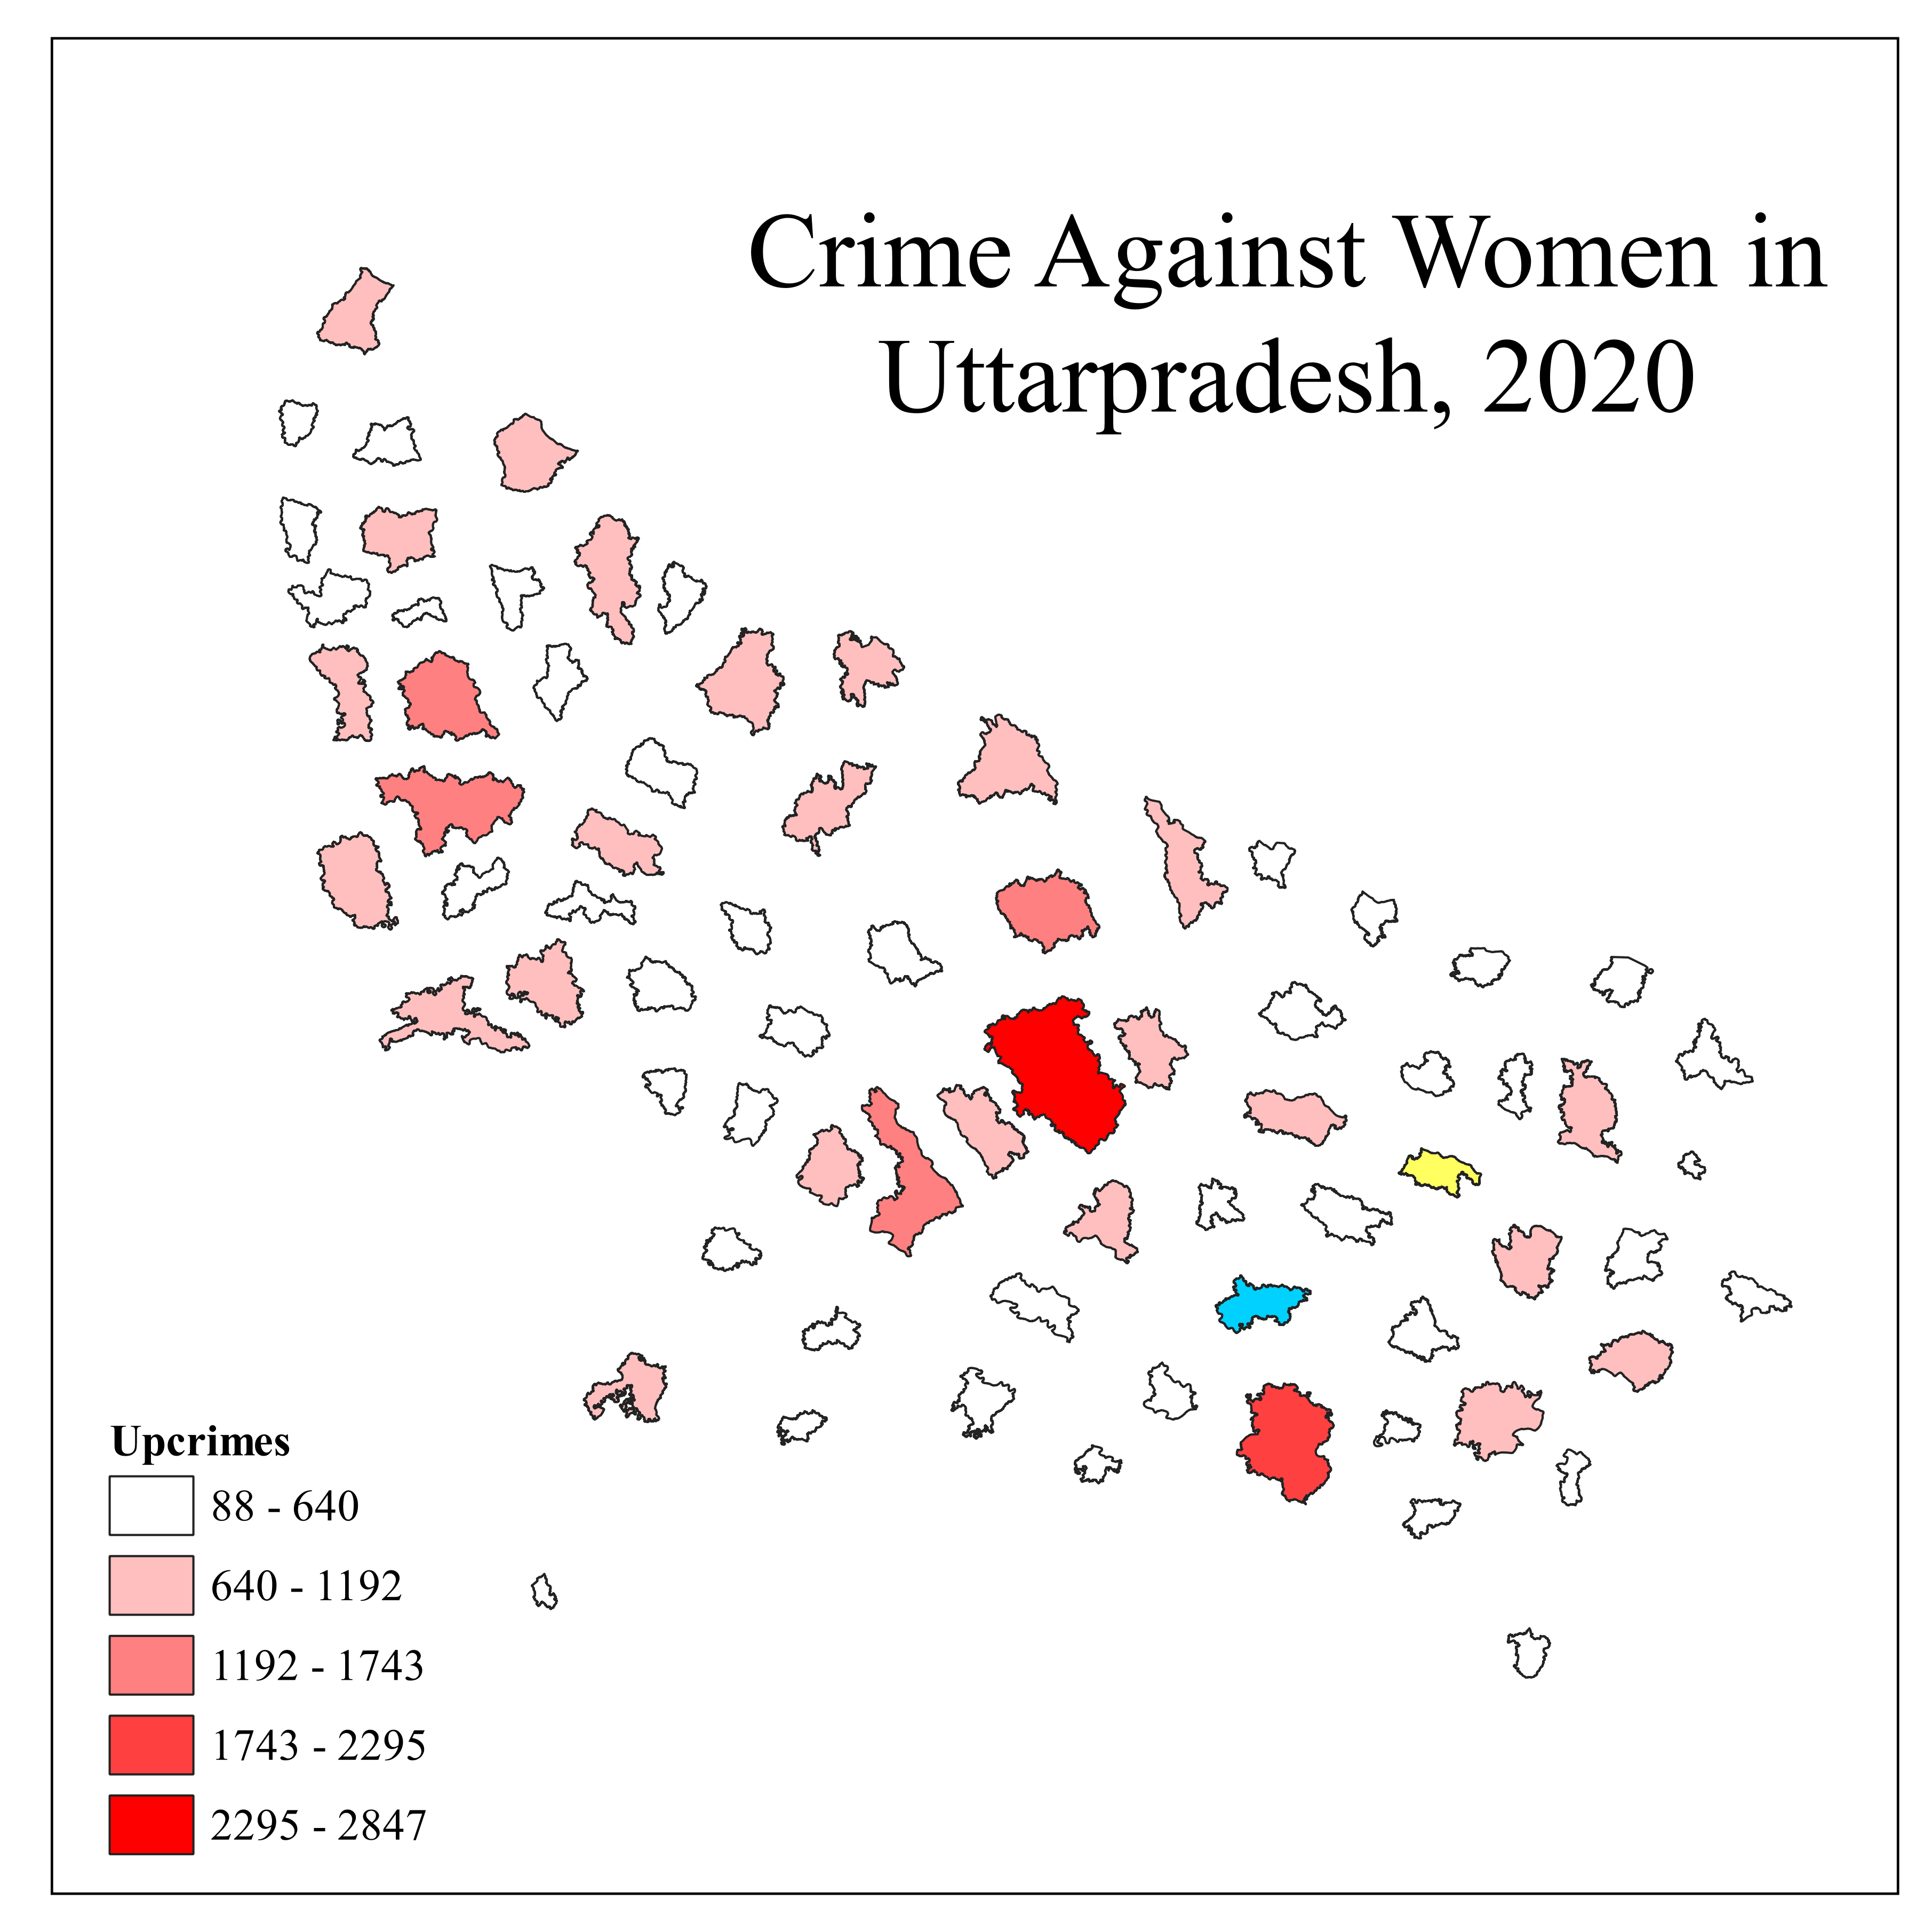 Crime Against Women in
Uttarpradesh, 2020
Upcrimes
88 - 640
640 - 1192
1192 - 1743
1743 - 2295
2295 - 2847